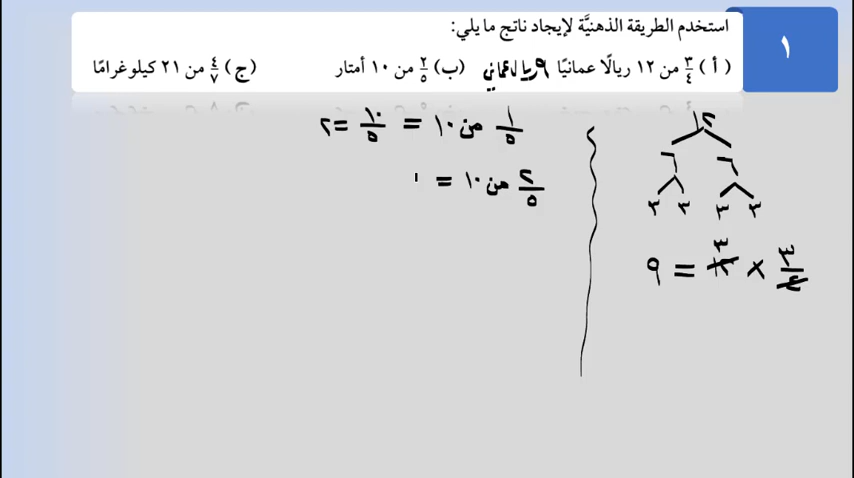 ١
استخدم الطريقة الذهنيَّة لإيجاد ناتج ما يلي:
( أ ) ٣/٤ من ١٢ ريالًا عمانيًا ٩ ريال عماني (ب) ٢/٥ من ١٠ أمتار (ج) ٤/٧ من ٢١ كيلوغرامًا
١٢
٦ ٦
٣ ٣ ٣ ٣
٣/٤ × ١٢ ٣ = ٩
١/٥ من ١٠ = ١٠/٥ = ٢
٢/٥ من ١٠ =